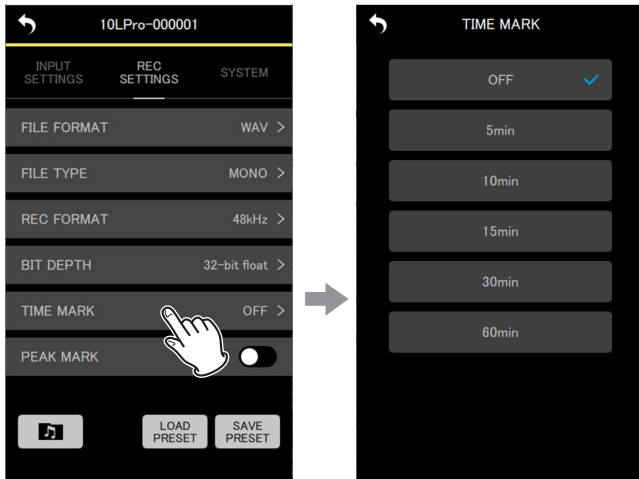 10LPro-000001
INPUT
SETTINGS
REC
SETTINGS
SYSTEM
FILE FORMAT WAV >
FILE TYPE MONO >
REC FORMAT 48kHz >
BIT DEPTH 32-bit float >
TIME MARK OFF >
PEAK MARK
LOAD
PRESET
SAVE
PRESET
TIME MARK
OFF
5min
10min
15min
30min
60min